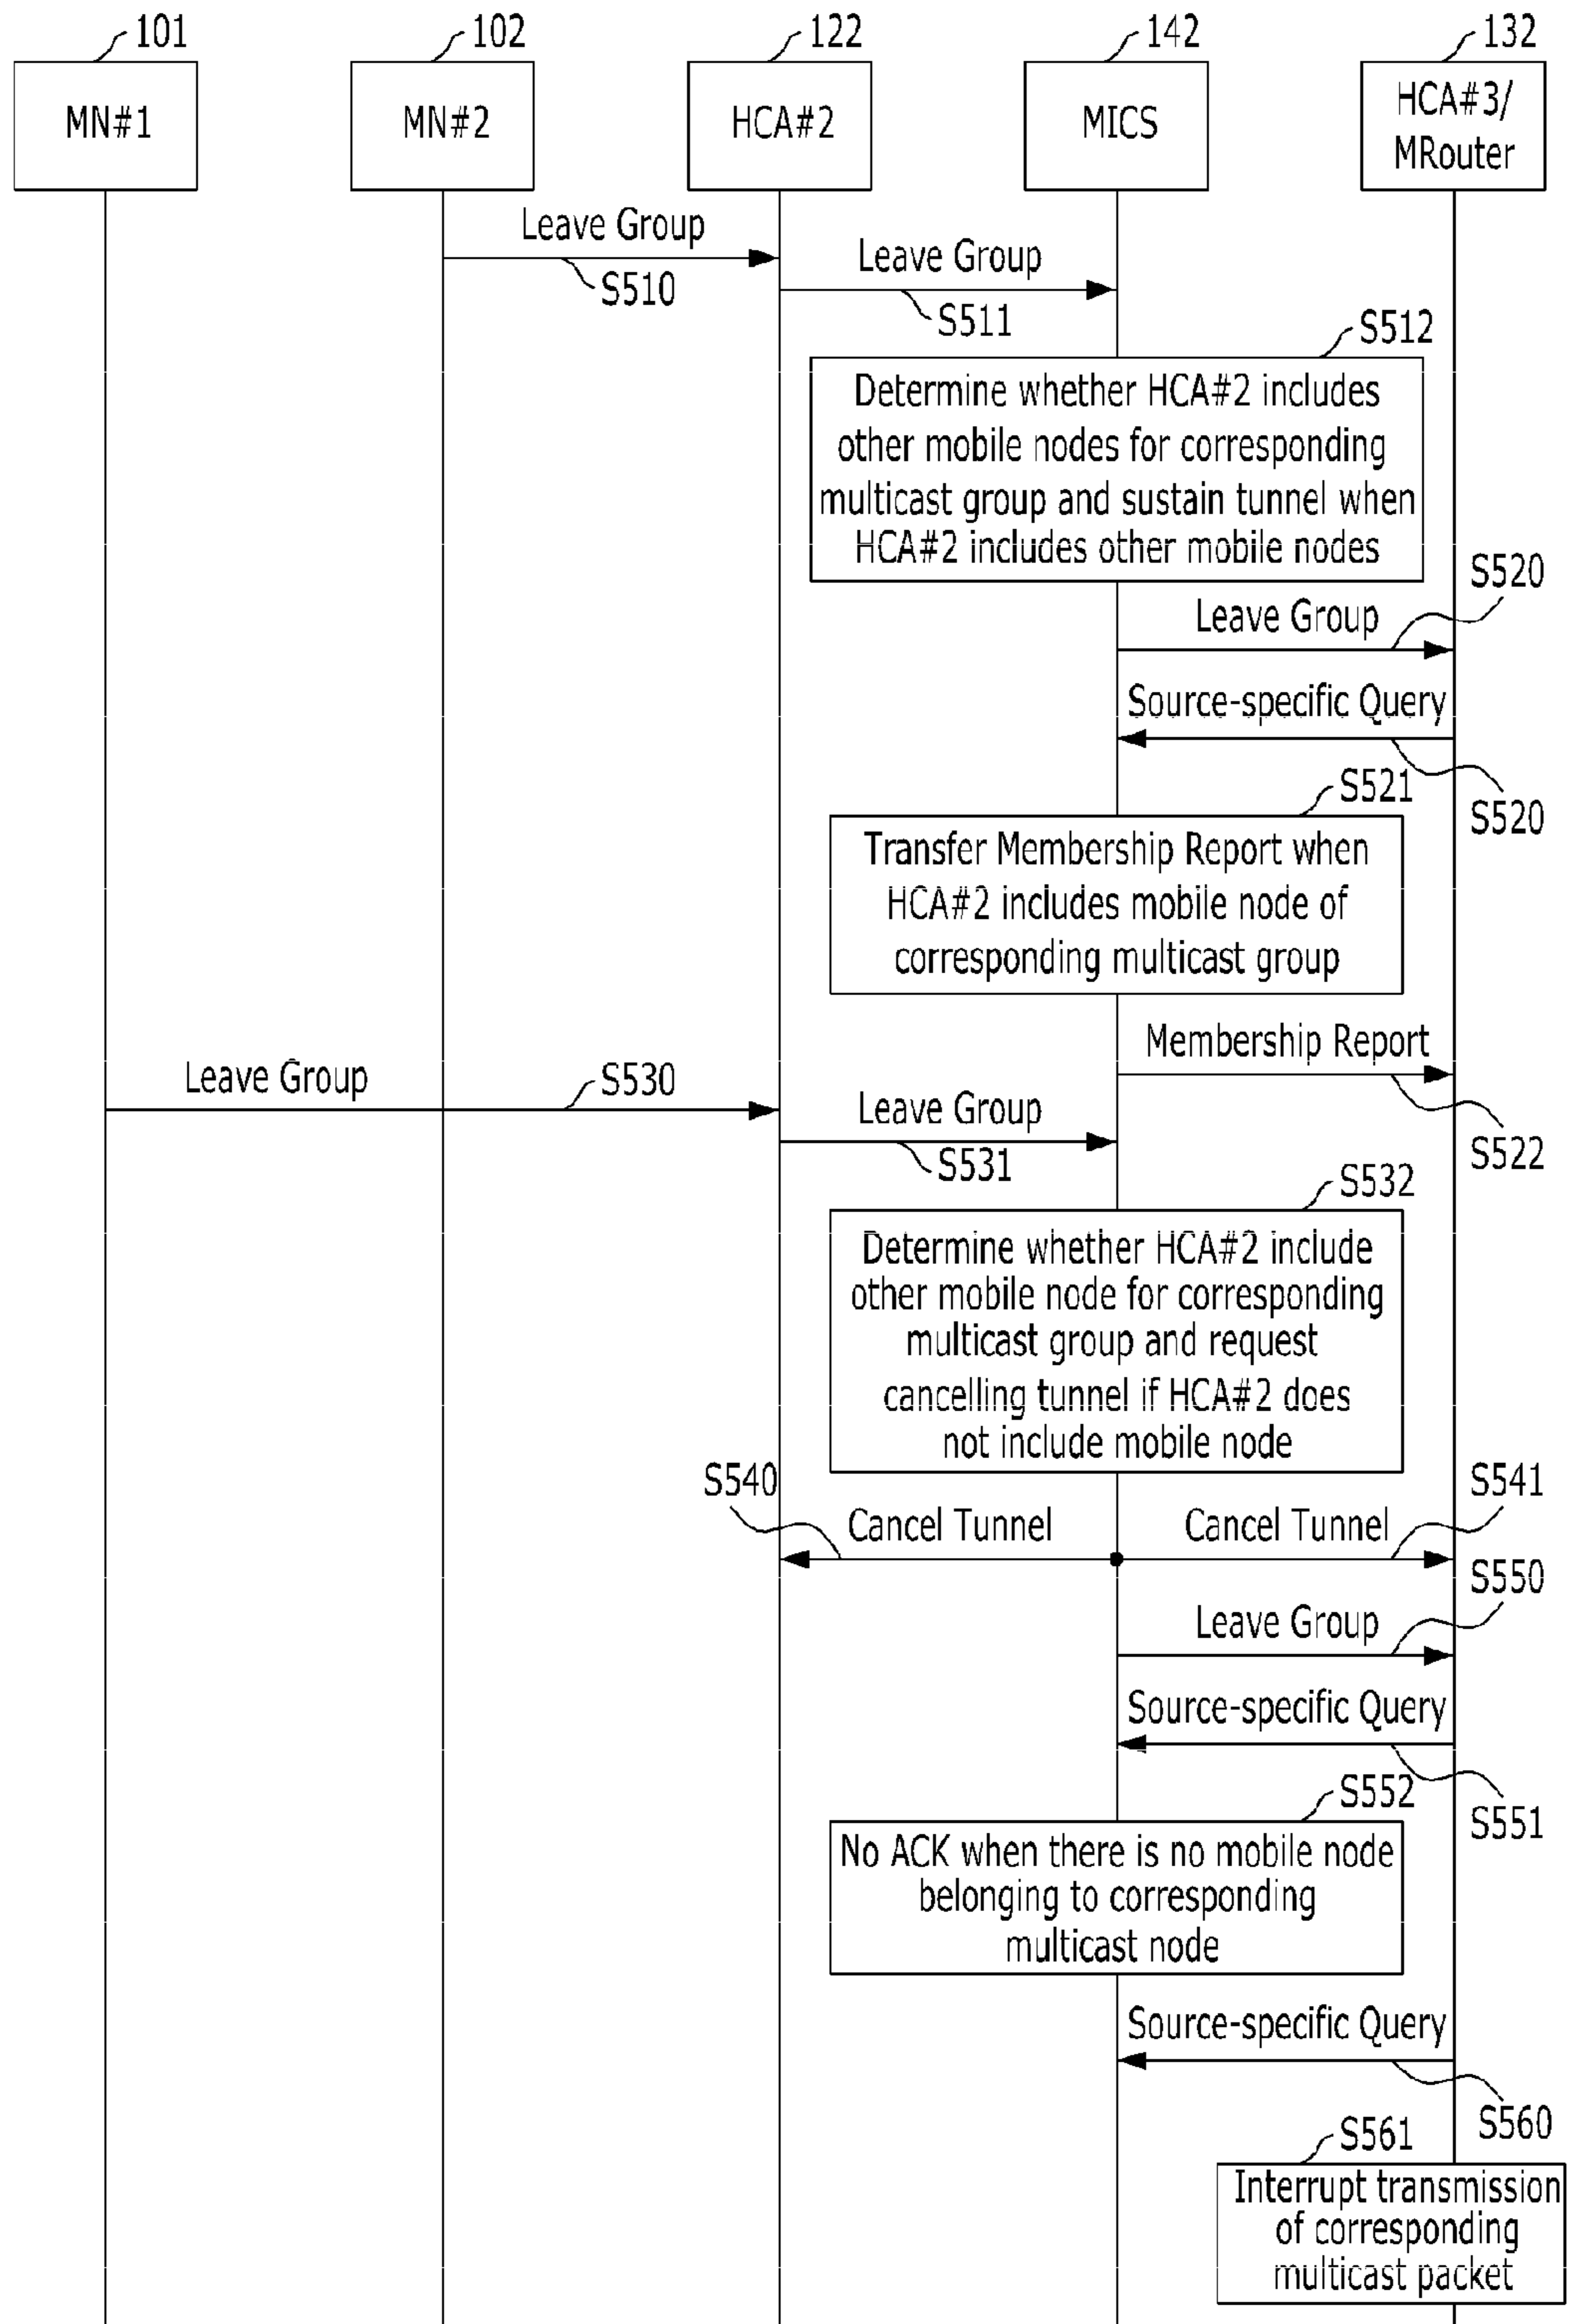 101
102
122
142
132
MN#1
MN#2
HCA#2
MICS
HCA#3/
MRouter
Leave Group
S510
Leave Group
S511
S512
Determine whether HCA#2 includes
other mobile nodes for corresponding
multicast group and sustain tunnel when
HCA#2 includes other mobile nodes
S520
Leave Group
Source-specific Query
S520
S521
Transfer Membership Report when
HCA#2 includes mobile node of
corresponding multicast group
Membership Report
S522
Leave Group
S530
Leave Group
S531
S532
Determine whether HCA#2 include
other mobile node for corresponding
multicast group and request
cancelling tunnel if HCA#2 does
not include mobile node
S540
Cancel Tunnel
Cancel Tunnel
S541
S550
Leave Group
Source-specific Query
S551
S552
No ACK when there is no mobile node
belonging to corresponding
multicast node
Source-specific Query
S560
S561
Interrupt transmission
of corresponding
multicast packet